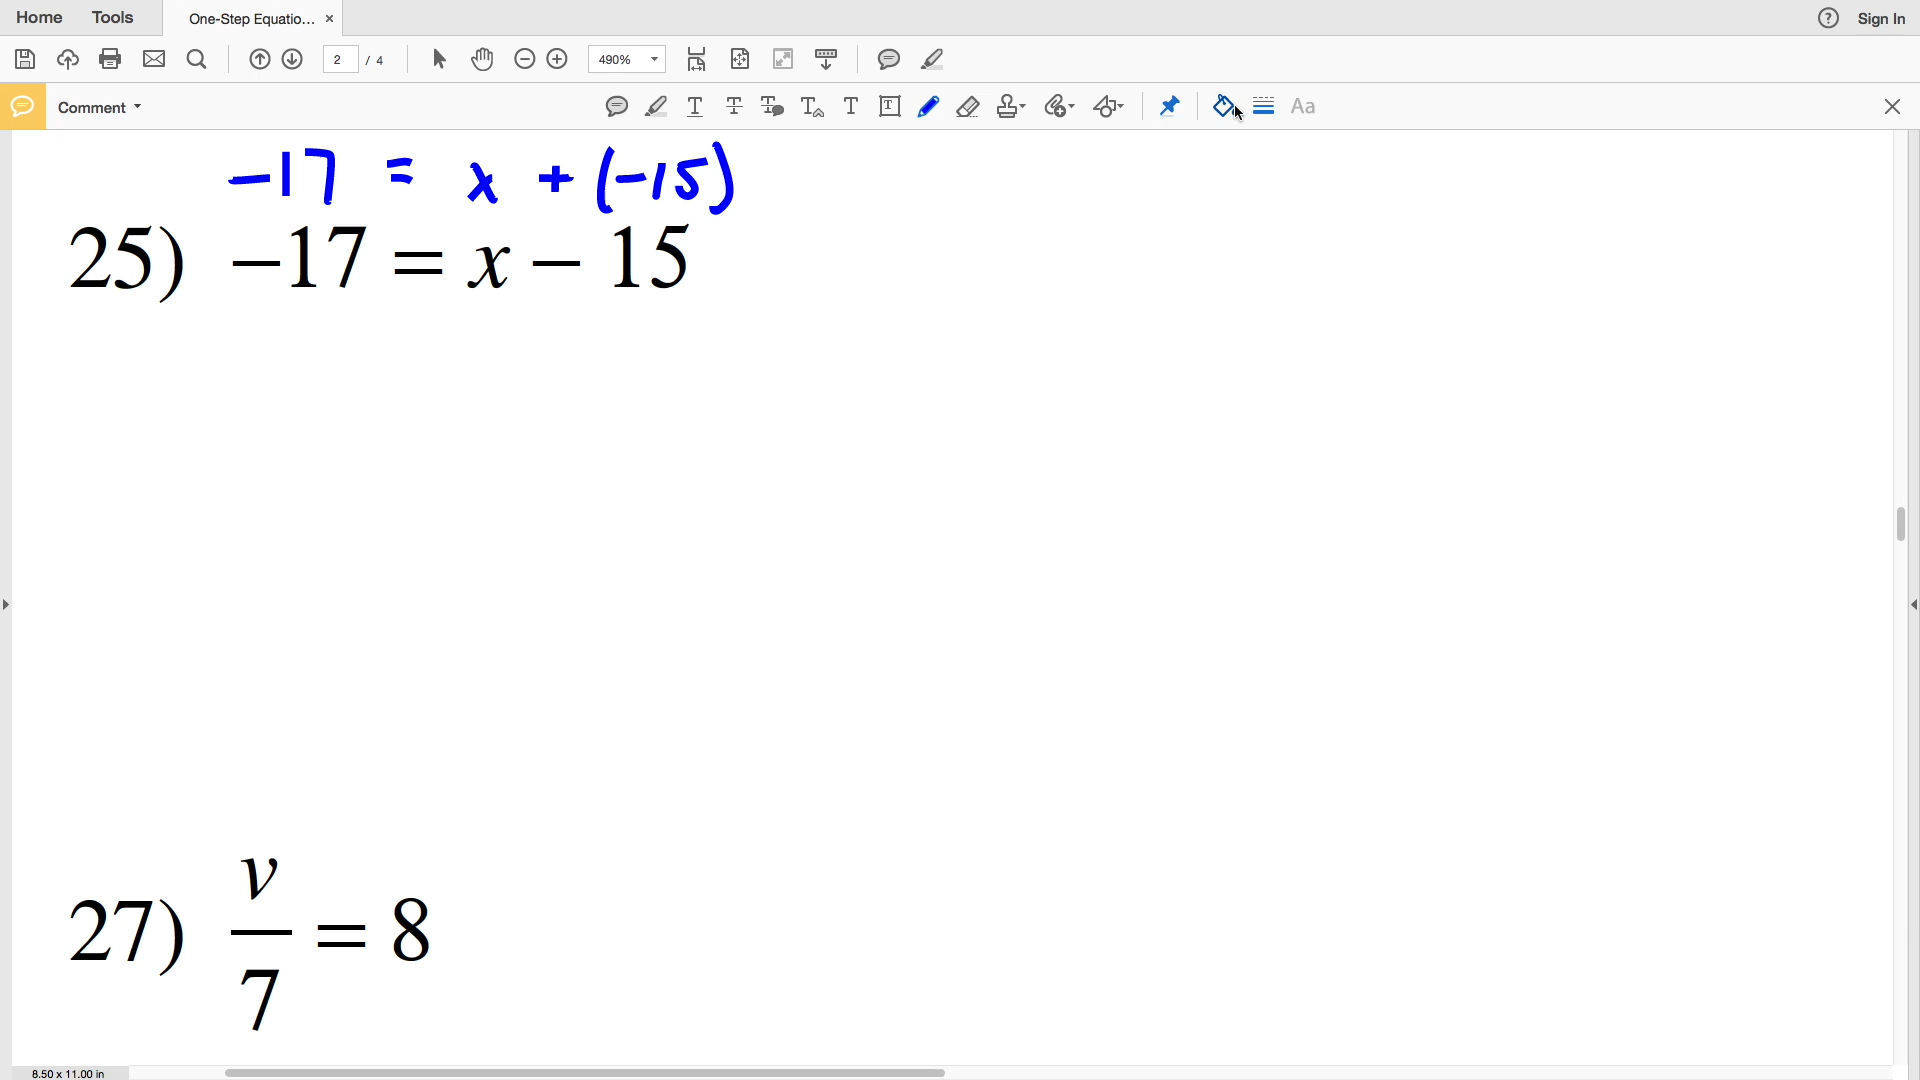 Home Tools One-Step Equatio... × ? Sign In
2 / 4 490%
Comment Aa
-17 = x + (-15)
25) −17 = x − 15
27) v/7 = 8
8.50 x 11.00 in